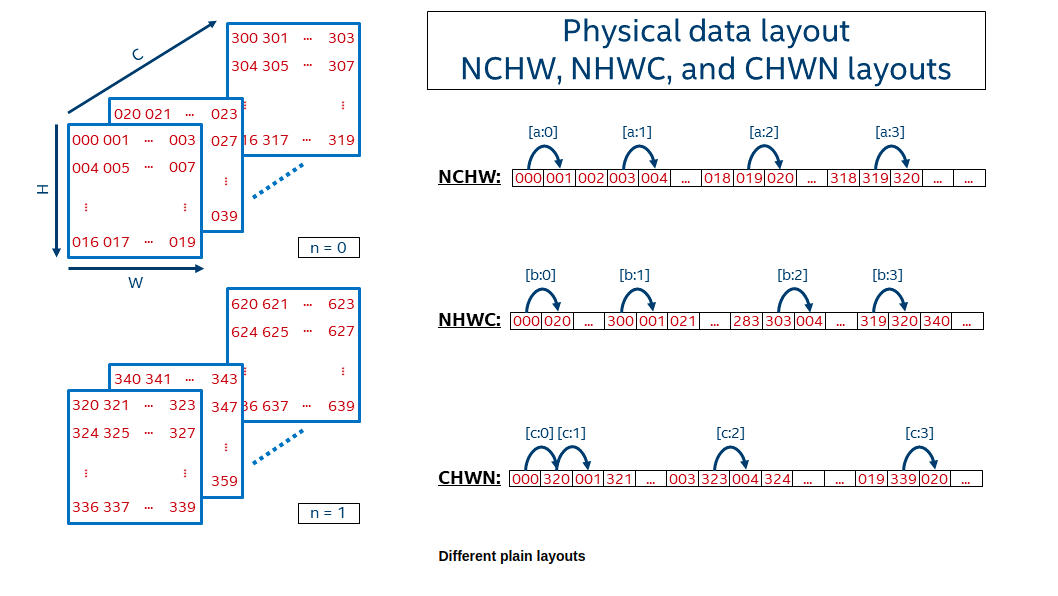 Physical data layout
NCHW, NHWC, and CHWN layouts
C
H
W
300 301 ... 303
304 305 ... 307
⋮ ⋮
16 317 ... 319
020 021 ... 023
027
⋮
039
000 001 ... 003
004 005 ... 007
⋮ ⋮
016 017 ... 019
n = 0
620 621 ... 623
624 625 ... 627
⋮ ⋮
36 637 ... 639
340 341 ... 343
347
⋮
359
320 321 ... 323
324 325 ... 327
⋮ ⋮
336 337 ... 339
n = 1
[a:0] [a:1] [a:2] [a:3]
NCHW: 000 001 002 003 004 ... 018 019 020 ... 318 319 320 ... ...
[b:0] [b:1] [b:2] [b:3]
NHWC: 000 020 ... 300 001 021 ... 283 303 004 ... 319 320 340 ...
[c:0] [c:1] [c:2] [c:3]
CHWN: 000 320 001 321 ... 003 323 004 324 ... ... 019 339 020 ...
Different plain layouts